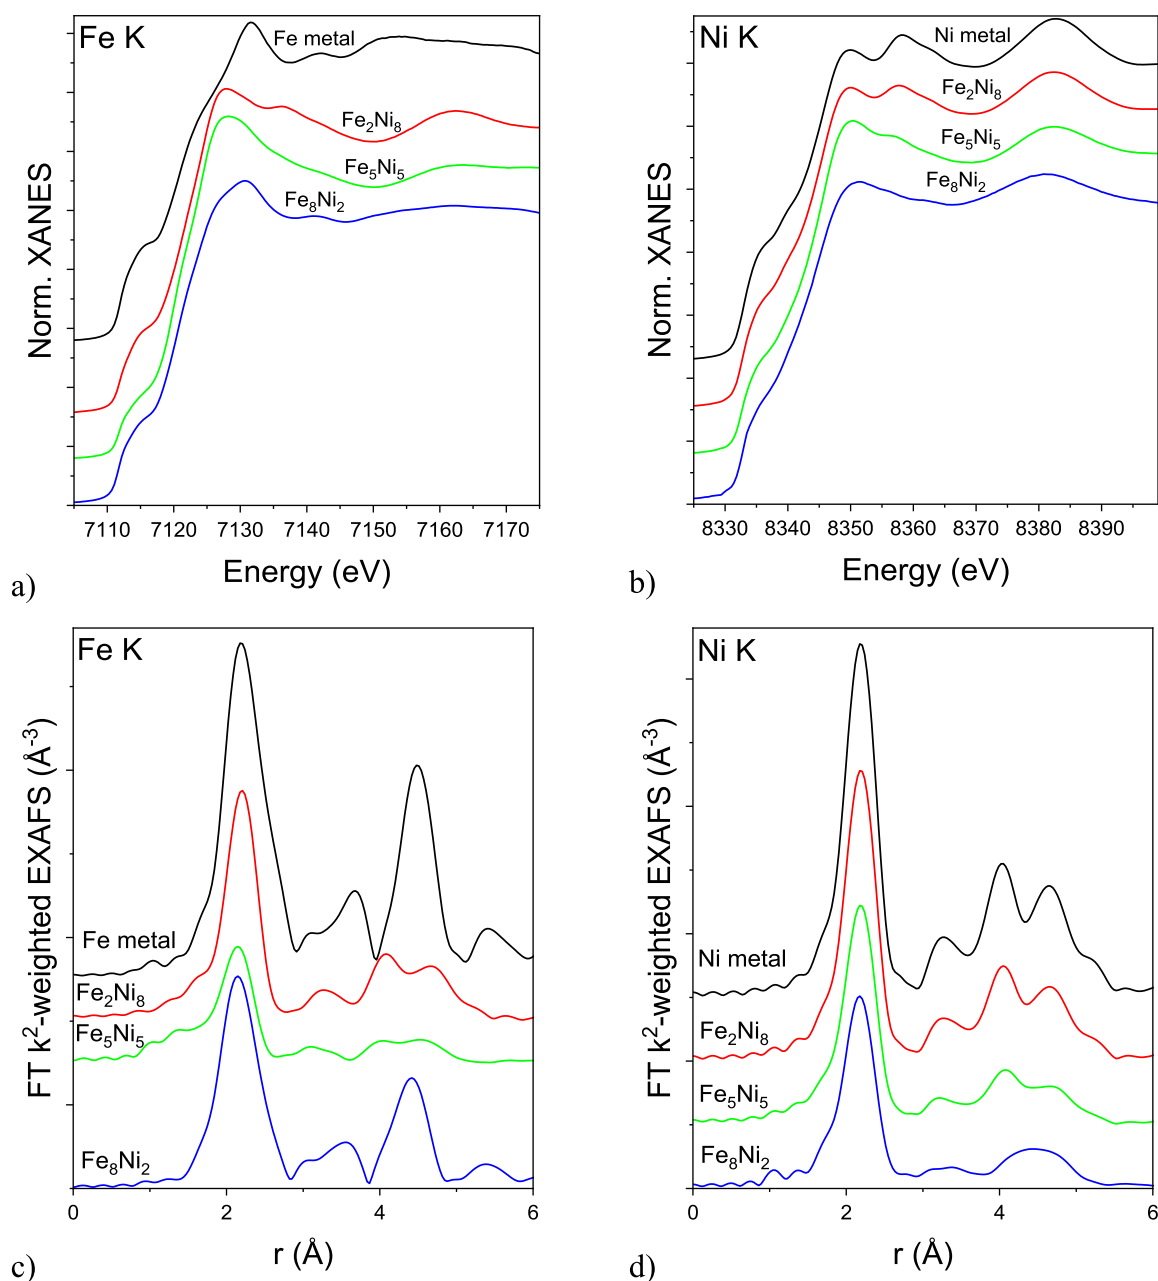 Fe K
Fe metal
Fe₂Ni₈
Fe₅Ni₅
Fe₈Ni₂
Norm. XANES
7110 7120 7130 7140 7150 7160 7170
Energy (eV)
a)
Ni K
Ni metal
Fe₂Ni₈
Fe₅Ni₅
Fe₈Ni₂
Norm. XANES
8330 8340 8350 8360 8370 8380 8390
Energy (eV)
b)
Fe K
Fe metal
Fe₂Ni₈
Fe₅Ni₅
Fe₈Ni₂
FT k²-weighted EXAFS (Å⁻³)
0 2 4 6
r (Å)
c)
Ni K
Ni metal
Fe₂Ni₈
Fe₅Ni₅
Fe₈Ni₂
FT k²-weighted EXAFS (Å⁻³)
0 2 4 6
r (Å)
d)